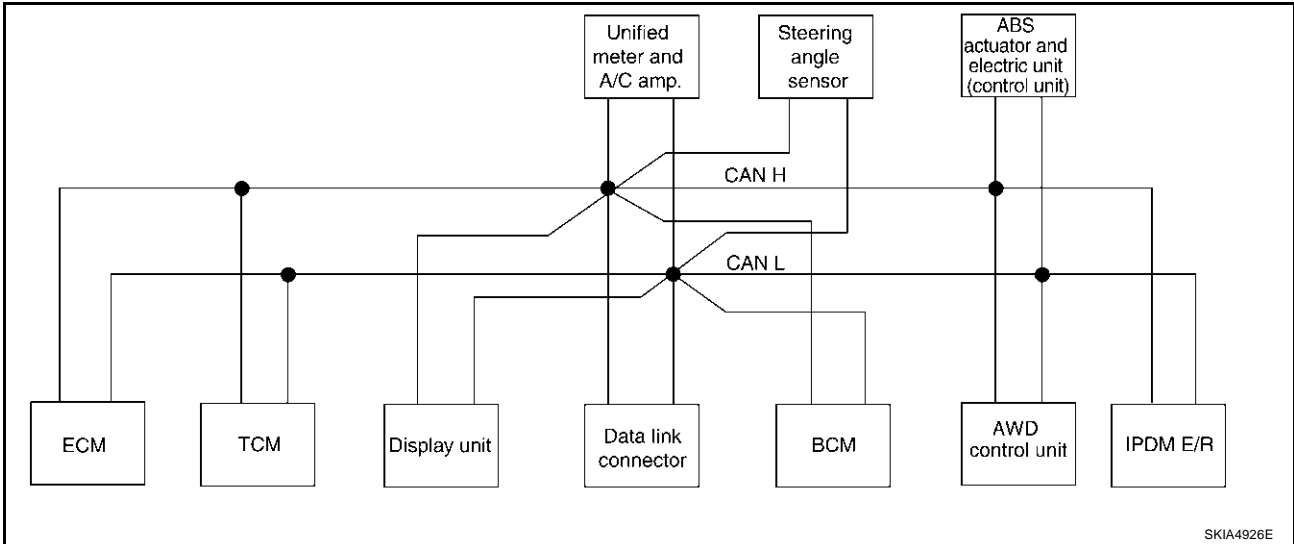 Unified
meter and
A/C amp.
Steering
angle
sensor
ABS
actuator and
electric unit
(control unit)
CAN H
CAN L
ECM
TCM
Display unit
Data link
connector
BCM
AWD
control unit
IPDM E/R
SKIA4926E